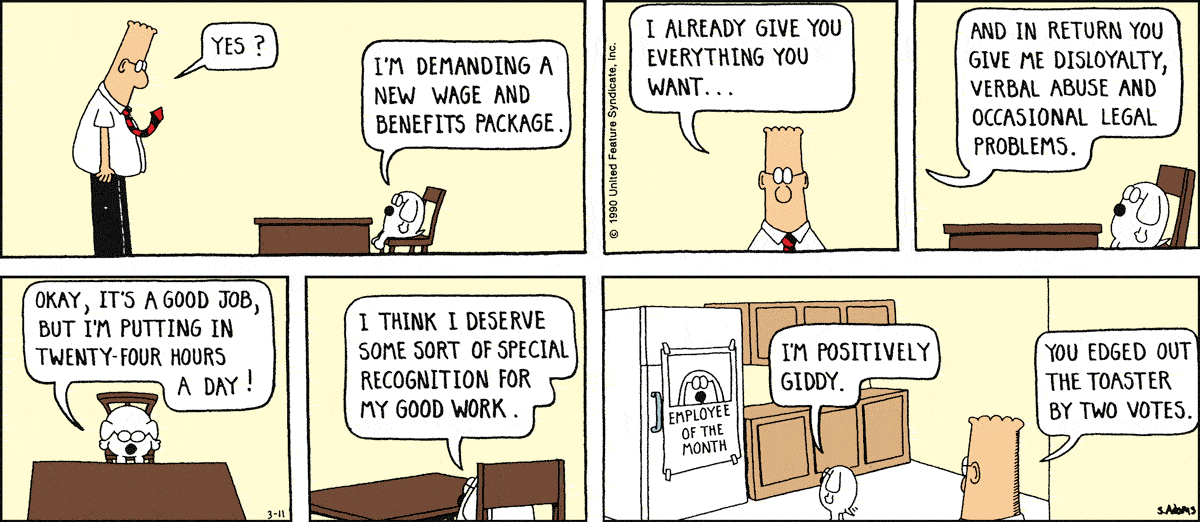 YES ?
I'M DEMANDING A
NEW WAGE AND
BENEFITS PACKAGE.
© 1990 United Feature Syndicate, Inc.
I ALREADY GIVE YOU
EVERYTHING YOU
WANT...
AND IN RETURN YOU
GIVE ME DISLOYALTY,
VERBAL ABUSE AND
OCCASIONAL LEGAL
PROBLEMS.
OKAY, IT'S A GOOD JOB,
BUT I'M PUTTING IN
TWENTY-FOUR HOURS
A DAY!
3-11
I THINK I DESERVE
SOME SORT OF SPECIAL
RECOGNITION FOR
MY GOOD WORK.
EMPLOYEE
OF THE
MONTH
I'M POSITIVELY
GIDDY.
YOU EDGED OUT
THE TOASTER
BY TWO VOTES.
S.Adams